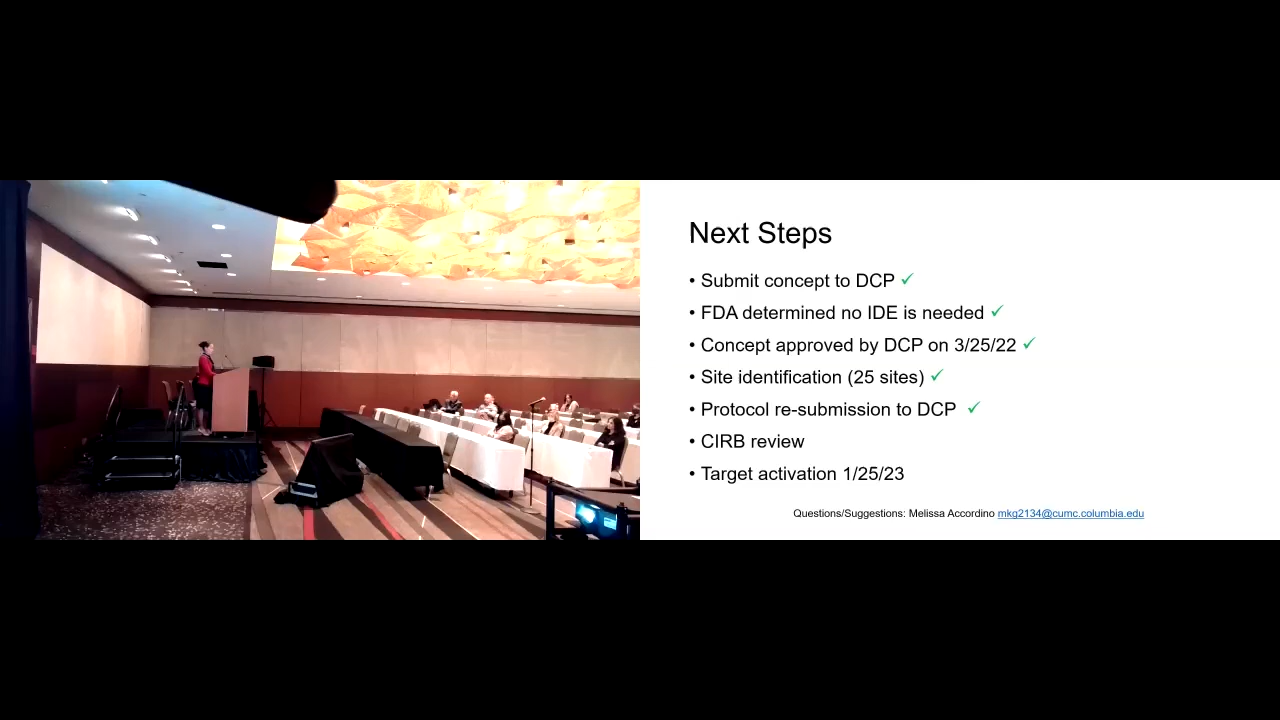 Next Steps
• Submit concept to DCP ✓
• FDA determined no IDE is needed ✓
• Concept approved by DCP on 3/25/22 ✓
• Site identification (25 sites) ✓
• Protocol re-submission to DCP ✓
• CIRB review
• Target activation 1/25/23
Questions/Suggestions: Melissa Accordino mkg2134@cumc.columbia.edu